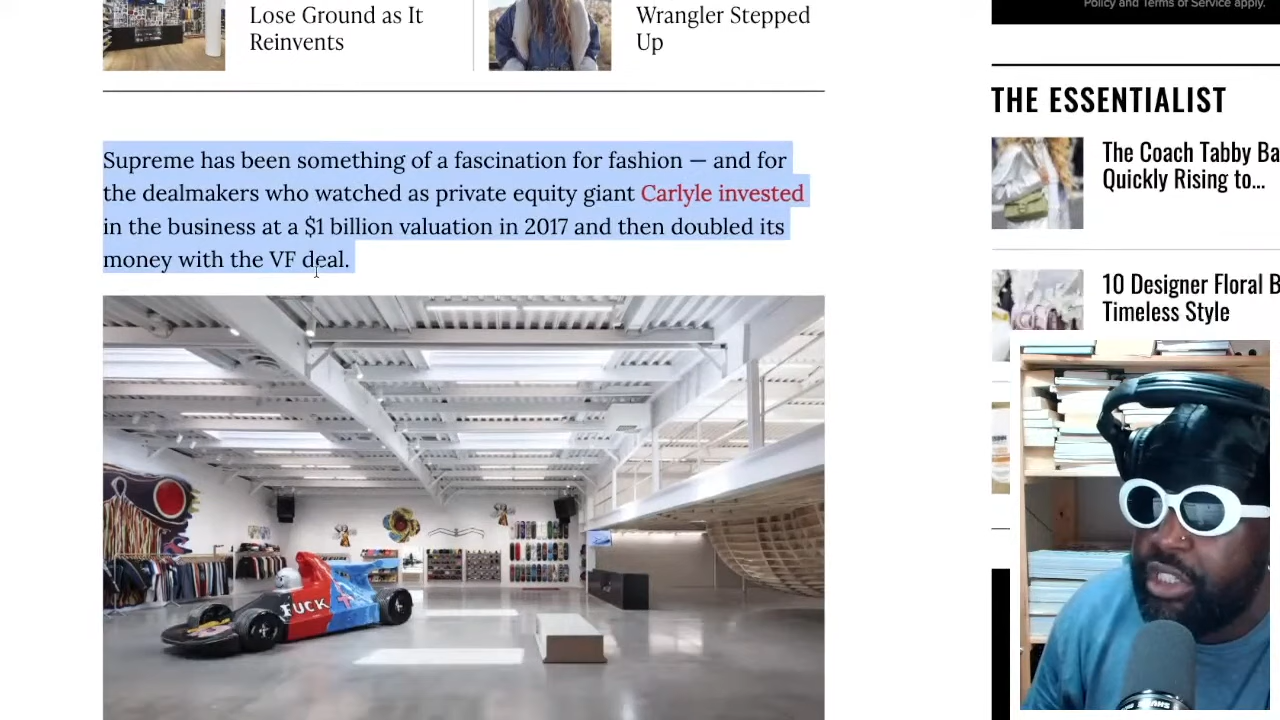 Lose Ground as It
Reinvents
Wrangler Stepped
Up
Policy and Terms of Service apply.
THE ESSENTIALIST
The Coach Tabby Ba
Quickly Rising to...
10 Designer Floral B
Timeless Style
Supreme has been something of a fascination for fashion — and for
the dealmakers who watched as private equity giant Carlyle invested
in the business at a $1 billion valuation in 2017 and then doubled its
money with the VF deal.
FUCK